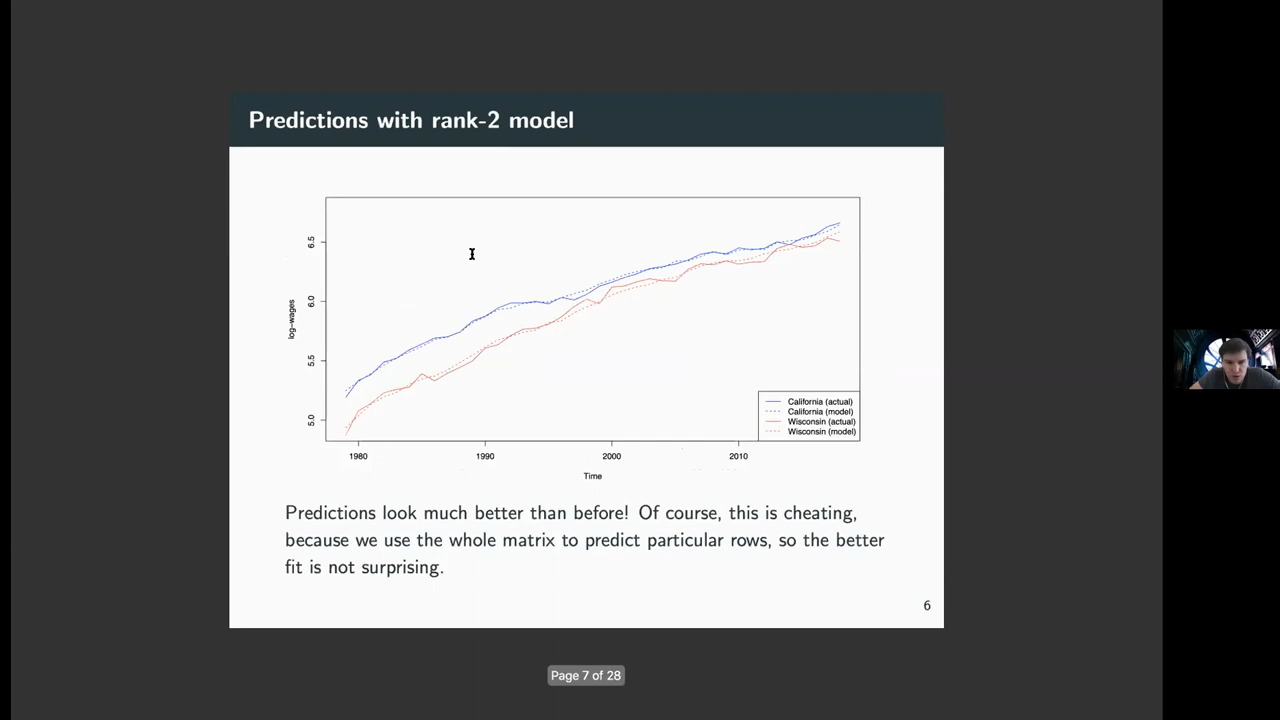 Predictions with rank-2 model
6.5
6.0
5.5
5.0
log-wages
California (actual)
California (model)
Wisconsin (actual)
Wisconsin (model)
1980 1990 2000 2010
Time
Predictions look much better than before! Of course, this is cheating,
because we use the whole matrix to predict particular rows, so the better
fit is not surprising.
6
Page 7 of 28